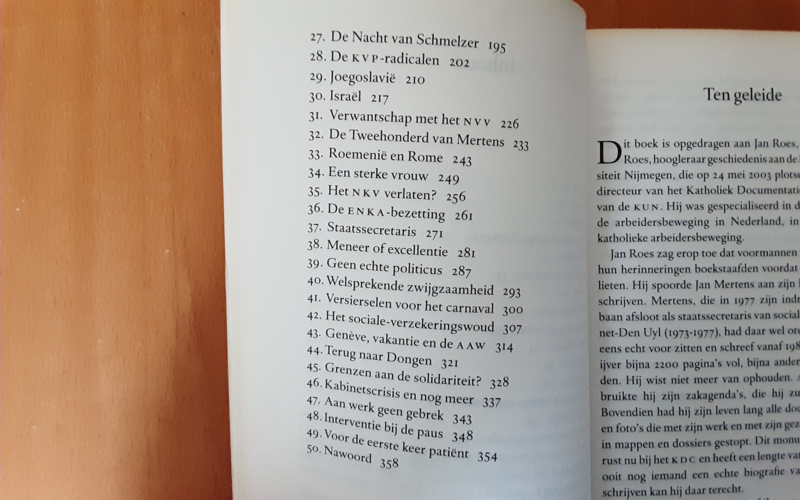 27. De Nacht van Schmelzer 195
28. De KVP-radicalen 202
29. Joegoslavië 210
30. Israël 217
31. Verwantschap met het NVV 226
32. De Tweehonderd van Mertens 233
33. Roemenië en Rome 243
34. Een sterke vrouw 249
35. Het NKV verlaten? 256
36. De ENKA-bezetting 261
37. Staatssecretaris 271
38. Meneer of excellentie 281
39. Geen echte politicus 287
40. Welsprekende zwijgzaamheid 293
41. Versierselen voor het carnaval 300
42. Het sociale-verzekeringswoud 307
43. Genève, vakantie en de AAW 314
44. Terug naar Dongen 321
45. Grenzen aan de solidariteit? 328
46. Kabinetscrisis en nog meer 337
47. Aan werk geen gebrek 343
48. Interventie bij de paus 348
49. Voor de eerste keer patiënt 354
50. Nawoord 358
Ten geleide
Dit boek is opgedragen aan Jan Roes,
Roes, hoogleraar geschiedenis aan de
siteit Nijmegen, die op 24 mei 2003 plots
directeur van het Katholiek Documentati
van de KUN. Hij was gespecialiseerd in d
de arbeidersbeweging in Nederland, in
katholieke arbeidersbeweging.
Jan Roes zag erop toe dat voormannen
hun herinneringen boekstaafden voordat
lieten. Hij spoorde Jan Mertens aan zijn
schrijven. Mertens, die in 1977 zijn indr
baan afsloot als staatssecretaris van social
net-Den Uyl (1973-1977), had daar wel or
eens echt voor zitten en schreef vanaf 198
ijver bijna 2200 pagina's vol, bijna ander
den. Hij wist niet meer van ophouden.
bruikte hij zijn zakagenda's, die hij zu
Bovendien had hij zijn leven lang alle do
en foto's die met zijn werk en met zijn gez
in mappen en dossiers gestopt. Dit monu
rust nu bij het KDC en heeft een lengte va
ooit nog iemand echte biografie va
schrijven kan hij daar terecht.